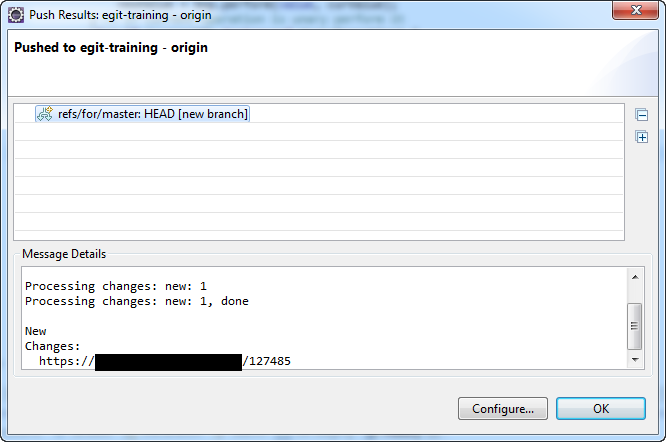 Push Results: egit-training - origin
Pushed to egit-training - origin
refs/for/master: HEAD [new branch]
Message Details
Processing changes: new: 1
Processing changes: new: 1, done
New
Changes:
https:// /127485
Configure...
OK